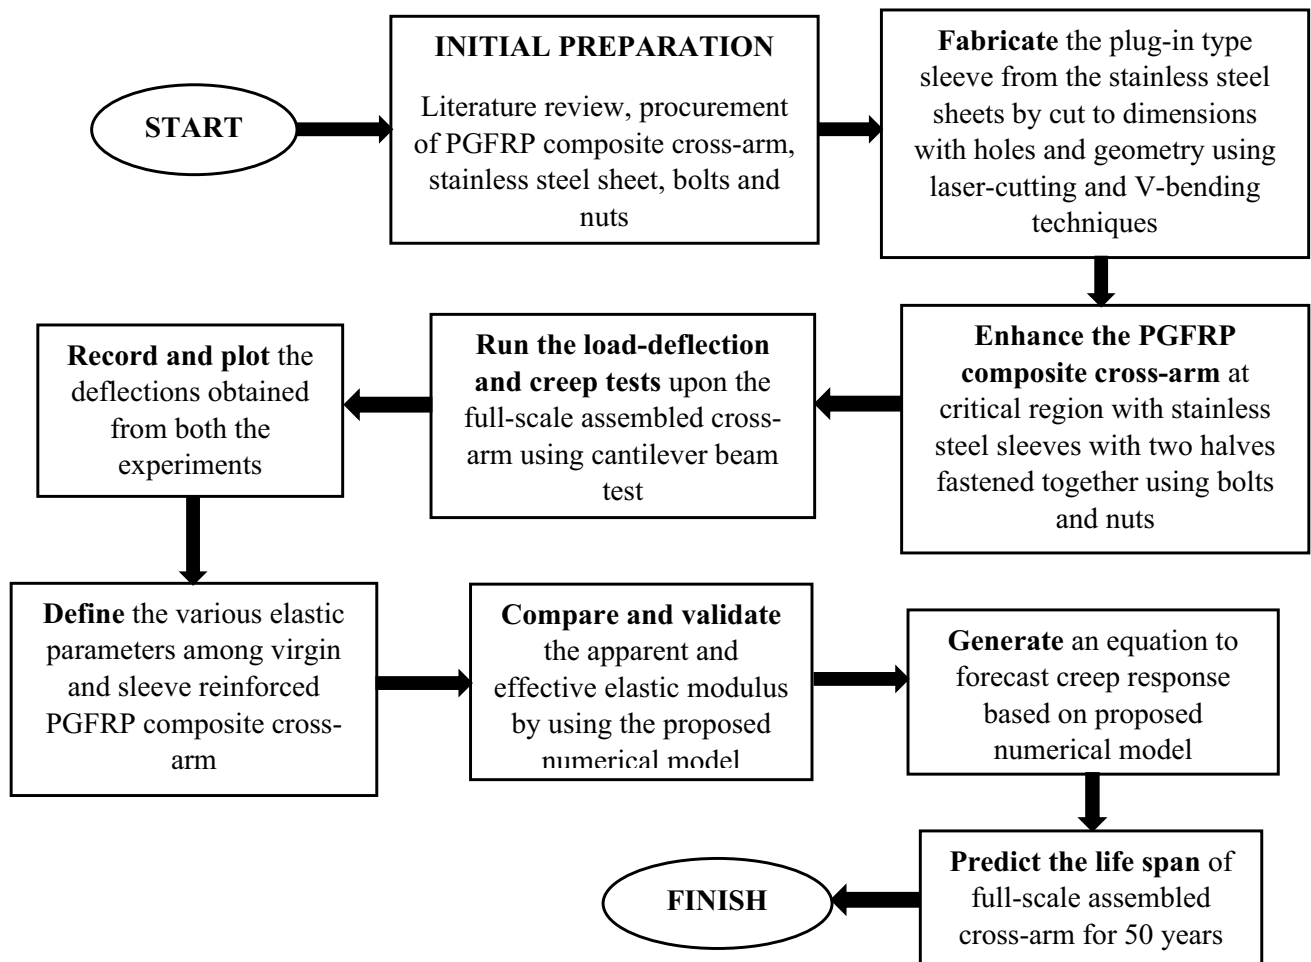 START
INITIAL PREPARATION
Literature review, procurement
of PGFRP composite cross-arm,
stainless steel sheet, bolts and
nuts
Fabricate the plug-in type
sleeve from the stainless steel
sheets by cut to dimensions
with holes and geometry using
laser-cutting and V-bending
techniques
Enhance the PGFRP
composite cross-arm at
critical region with stainless
steel sleeves with two halves
fastened together using bolts
and nuts
Run the load-deflection
and creep tests upon the
full-scale assembled cross-
arm using cantilever beam
test
Record and plot the
deflections obtained
from both the
experiments
Define the various elastic
parameters among virgin
and sleeve reinforced
PGFRP composite cross-
arm
Compare and validate
the apparent and
effective elastic modulus
by using the proposed
numerical model
Generate an equation to
forecast creep response
based on proposed
numerical model
Predict the life span of
full-scale assembled
cross-arm for 50 years
FINISH